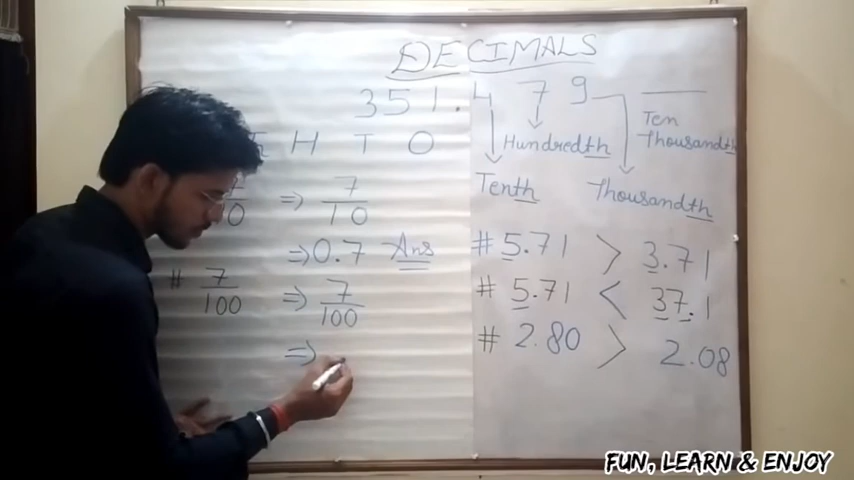 DECIMALS
351.479
H T O
Tenth
Hundredth
Thousandth
Ten
Thousandth
⇒ 7/10
⇒ 0.7 Ans
# 7/100 ⇒ 7/100
⇒
# 5.71 > 3.71
# 5.71 < 37.1
# 2.80 > 2.08
FUN, LEARN & ENJOY